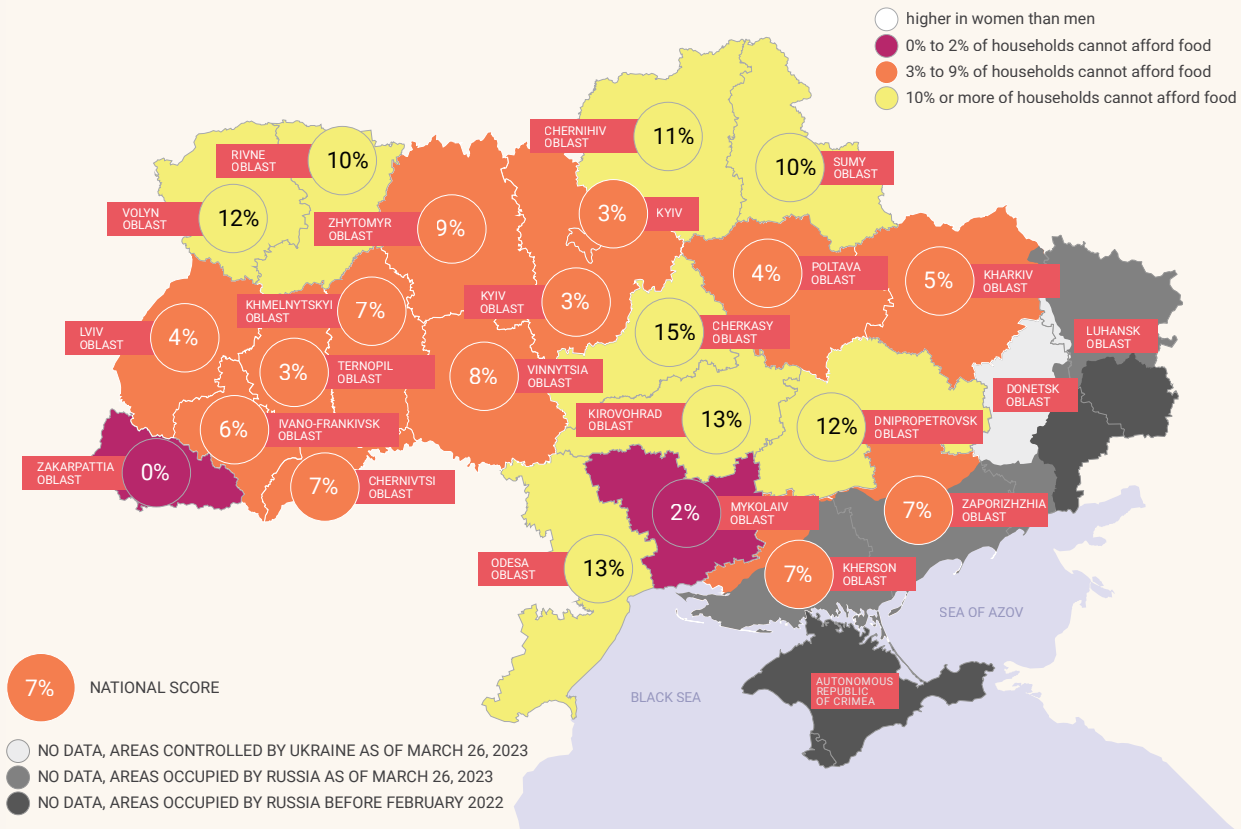 higher in women than men
0% to 2% of households cannot afford food
3% to 9% of households cannot afford food
10% or more of households cannot afford food
CHERNIHIV
OBLAST
11%
RIVNE
OBLAST
10%
SUMY
OBLAST
10%
VOLYN
OBLAST
12%
ZHYTOMYR
OBLAST
9%
3%
KYIV
4%
POLTAVA
OBLAST
5%
KHARKIV
OBLAST
KHMELNYTSKYI
OBLAST
7%
KYIV
OBLAST
3%
LVIV
OBLAST
4%
15%
CHERKASY
OBLAST
LUHANSK
OBLAST
3%
TERNOPIL
OBLAST
8%
VINNYTSIA
OBLAST
DONETSK
OBLAST
6%
IVANO-FRANKIVSK
OBLAST
KIROVOHRAD
OBLAST
13%
12%
DNIPROPETROVSK
OBLAST
ZAKARPATTIA
OBLAST
0%
7%
CHERNIVTSI
OBLAST
2%
MYKOLAIV
OBLAST
7%
ZAPORIZHZHIA
OBLAST
ODESA
OBLAST
13%
7%
KHERSON
OBLAST
SEA OF AZOV
BLACK SEA
AUTONOMOUS
REPUBLIC
OF CRIMEA
7%
NATIONAL SCORE
NO DATA, AREAS CONTROLLED BY UKRAINE AS OF MARCH 26, 2023
NO DATA, AREAS OCCUPIED BY RUSSIA AS OF MARCH 26, 2023
NO DATA, AREAS OCCUPIED BY RUSSIA BEFORE FEBRUARY 2022